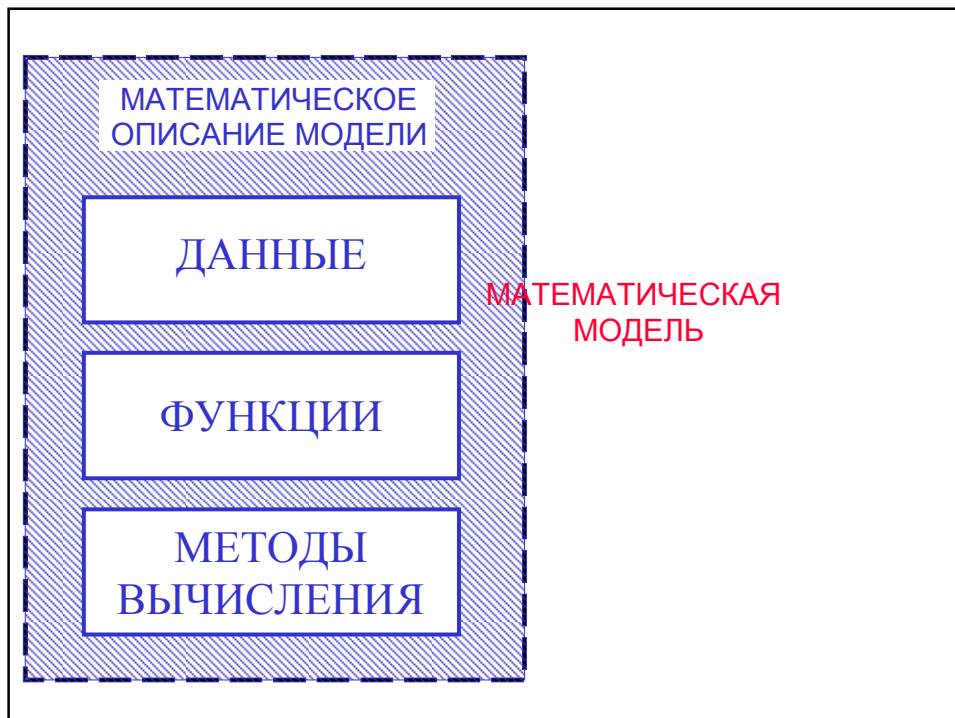 МАТЕМАТИЧЕСКОЕ
ОПИСАНИЕ МОДЕЛИ
ДАННЫЕ
ФУНКЦИИ
МЕТОДЫ
ВЫЧИСЛЕНИЯ
МАТЕМАТИЧЕСКАЯ
МОДЕЛЬ